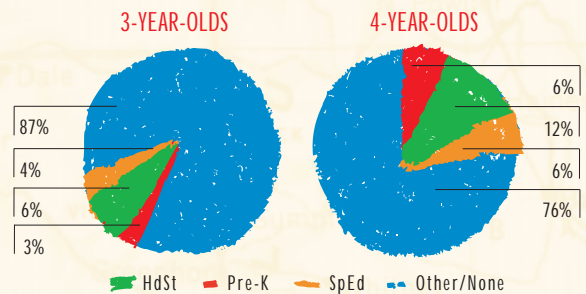 3-YEAR-OLDS
87%
4%
6%
3%
4-YEAR-OLDS
6%
12%
6%
76%
HdSt Pre-K SpEd Other/None